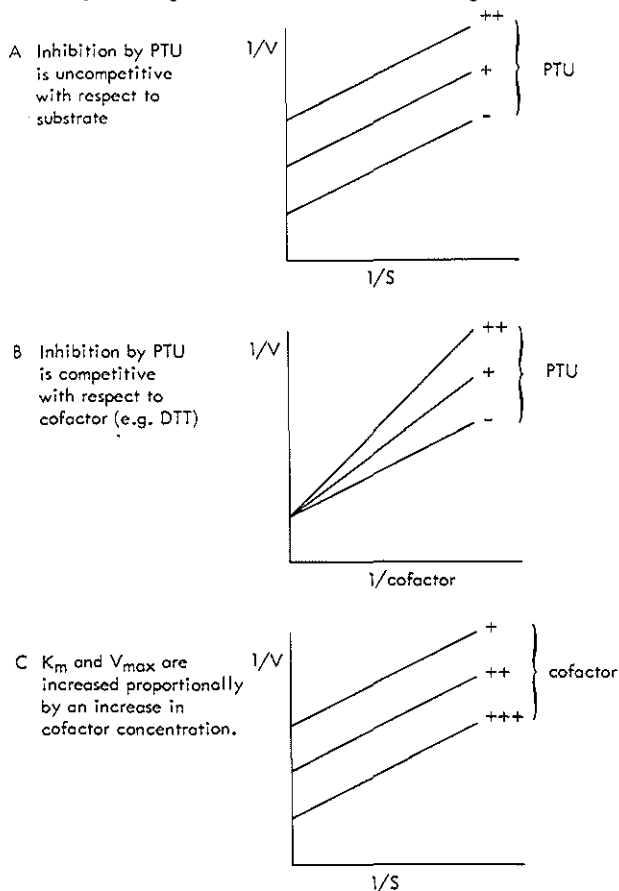 A Inhibition by PTU
is uncompetitive
with respect to
substrate
1/V
++
+
-
PTU
1/S
B Inhibition by PTU
is competitive
with respect to
cofactor (e.g. DTT)
1/V
++
+
-
PTU
1/cofactor
C Km and Vmax are
increased proportionally
by an increase in
cofactor concentration.
1/V
+
++
+++
cofactor
1/S